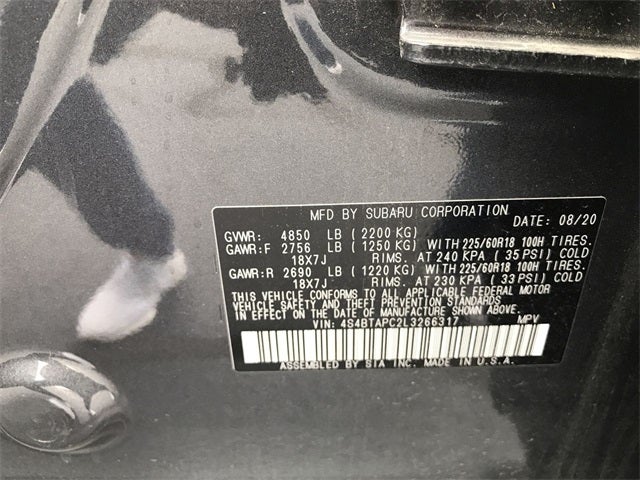 MFD BY SUBARU CORPORATION
DATE: 08/20
GVWR: 4850 LB (2200 KG)
GAWR:F 2756 LB (1250 KG) WITH 225/60R18 100H TIRES.
18X7J RIMS. AT 240 KPA (35 PSI) COLD
GAWR:R 2690 LB (1220 KG) WITH 225/60R18 100H TIRES.
18X7J RIMS. AT 230 KPA (33 PSI) COLD
THIS VEHICLE CONFORMS TO ALL APPLICABLE FEDERAL MOTOR
VEHICLE SAFETY AND THEFT PREVENTION STANDARDS
IN EFFECT ON THE DATE OF MANUFACTURE SHOWN ABOVE.
VIN: 4S4BTAPC2L3266317 MPV
ASSEMBLED BY SIA INC. MADE IN U.S.A.